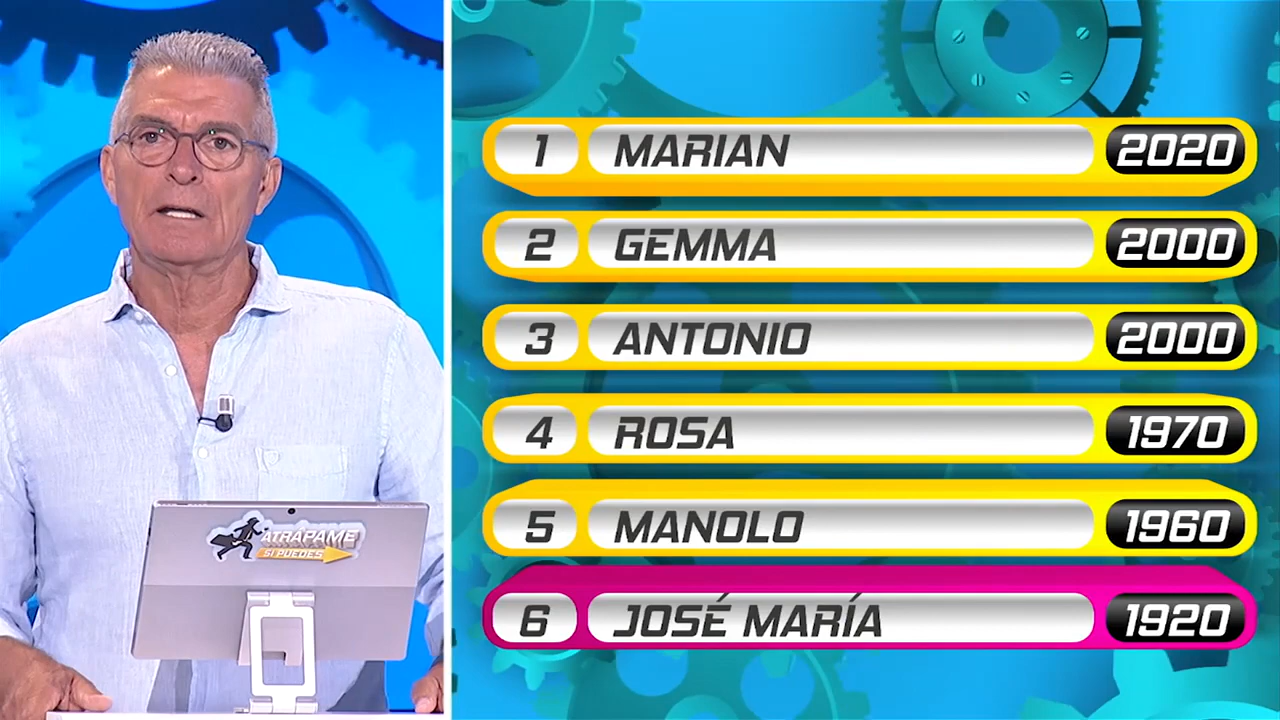 ATRÁPAME
SI PUEDES
1 MARIAN 2020
2 GEMMA 2000
3 ANTONIO 2000
4 ROSA 1970
5 MANOLO 1960
6 JOSÉ MARÍA 1920